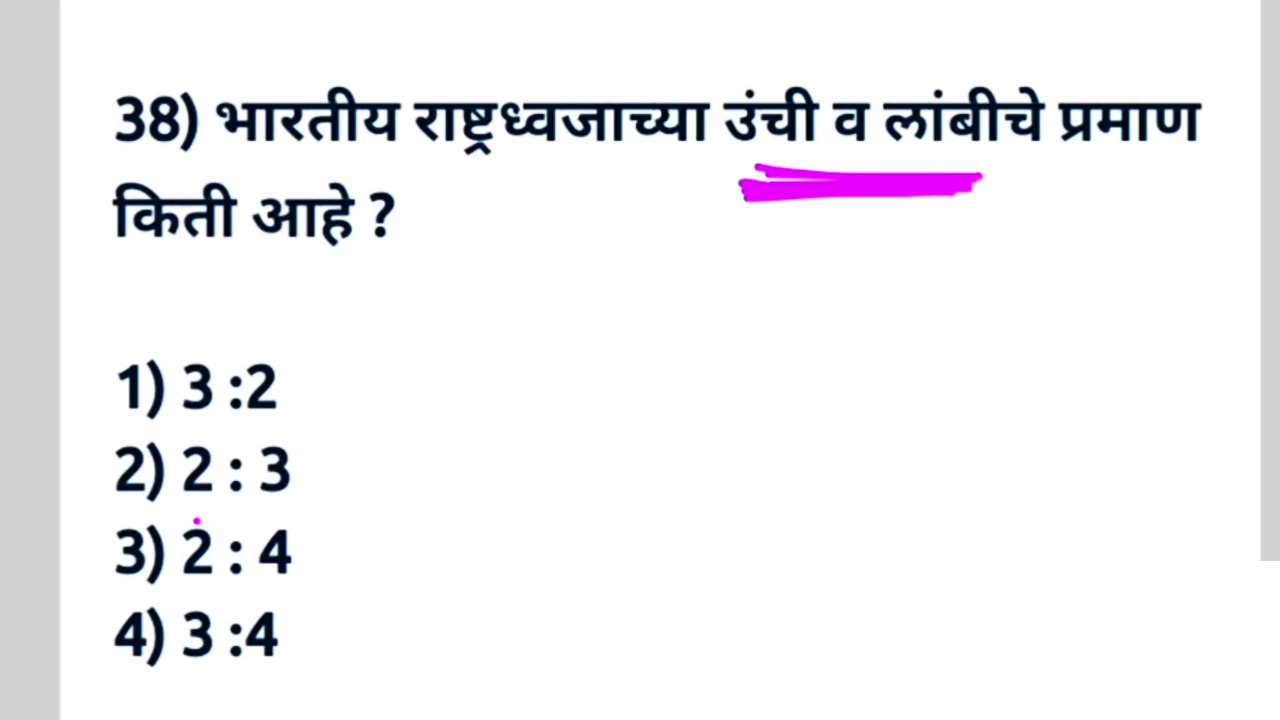 38) भारतीय राष्ट्रध्वजाच्या उंची व लांबीचे प्रमाण
किती आहे ?
1) 3 :2
2) 2 : 3
3) 2 : 4
4) 3 :4